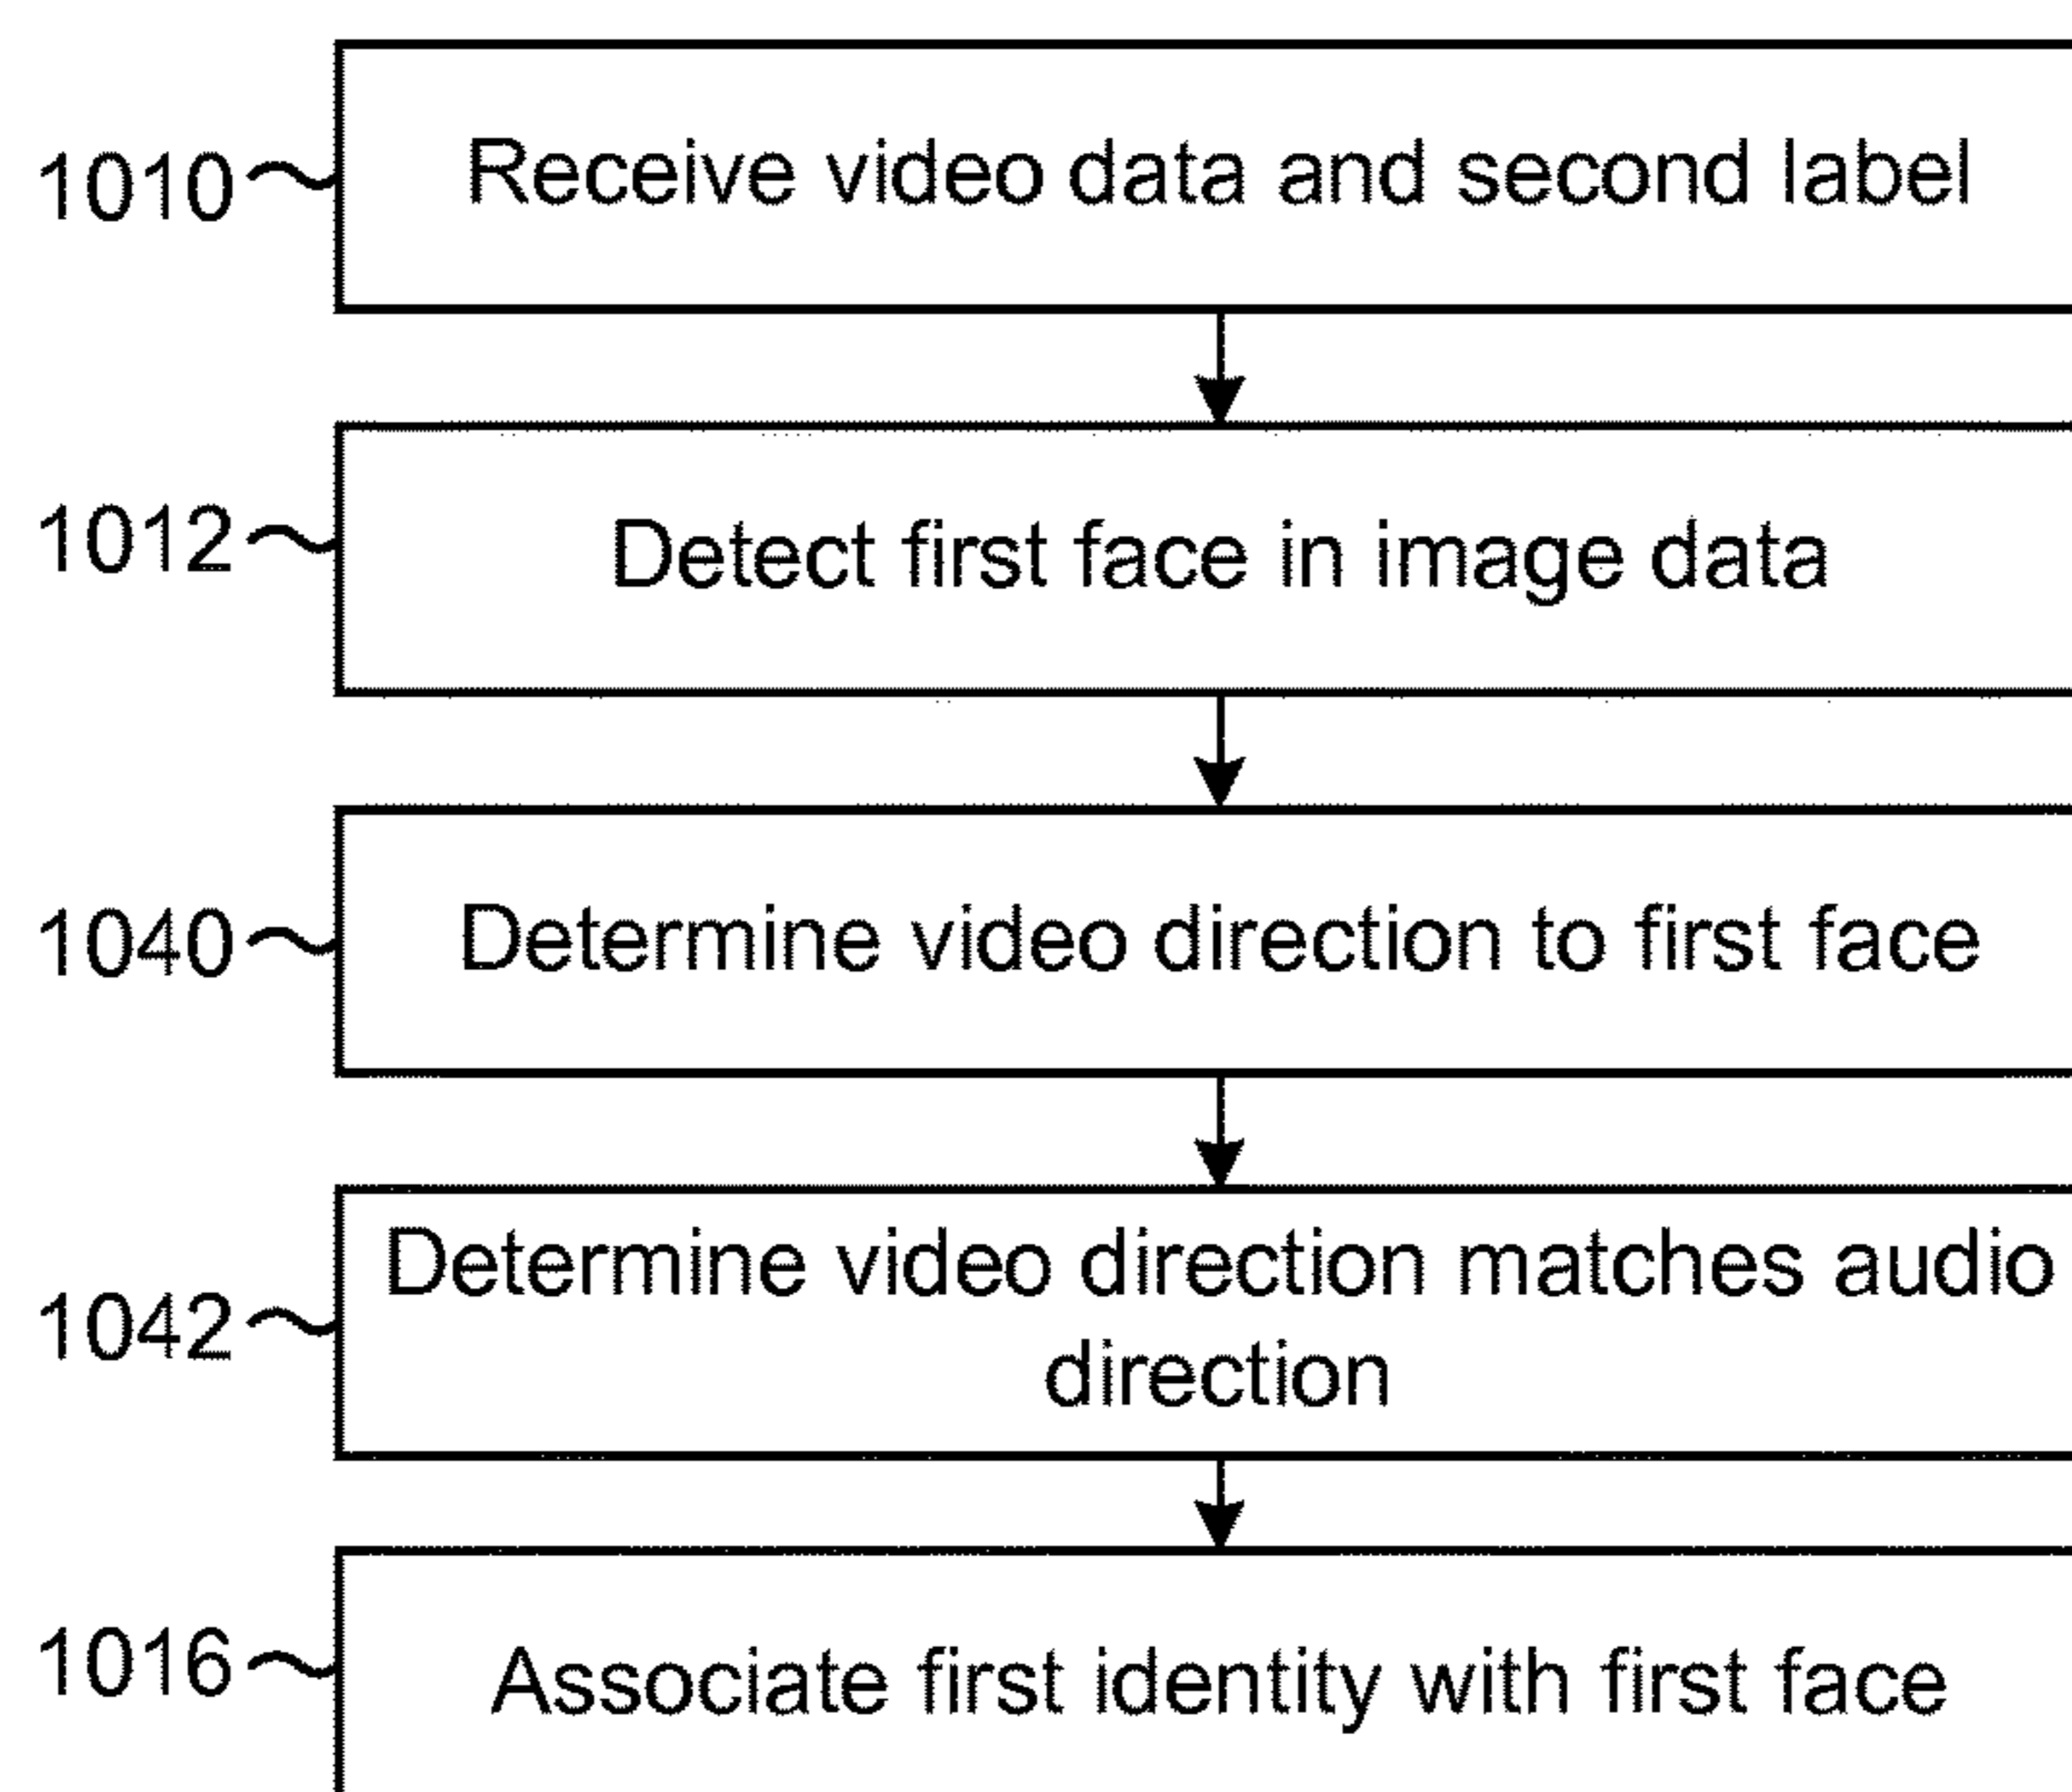 1010 Receive video data and second label
1012 Detect first face in image data
1040 Determine video direction to first face
1042 Determine video direction matches audio
direction
1016 Associate first identity with first face